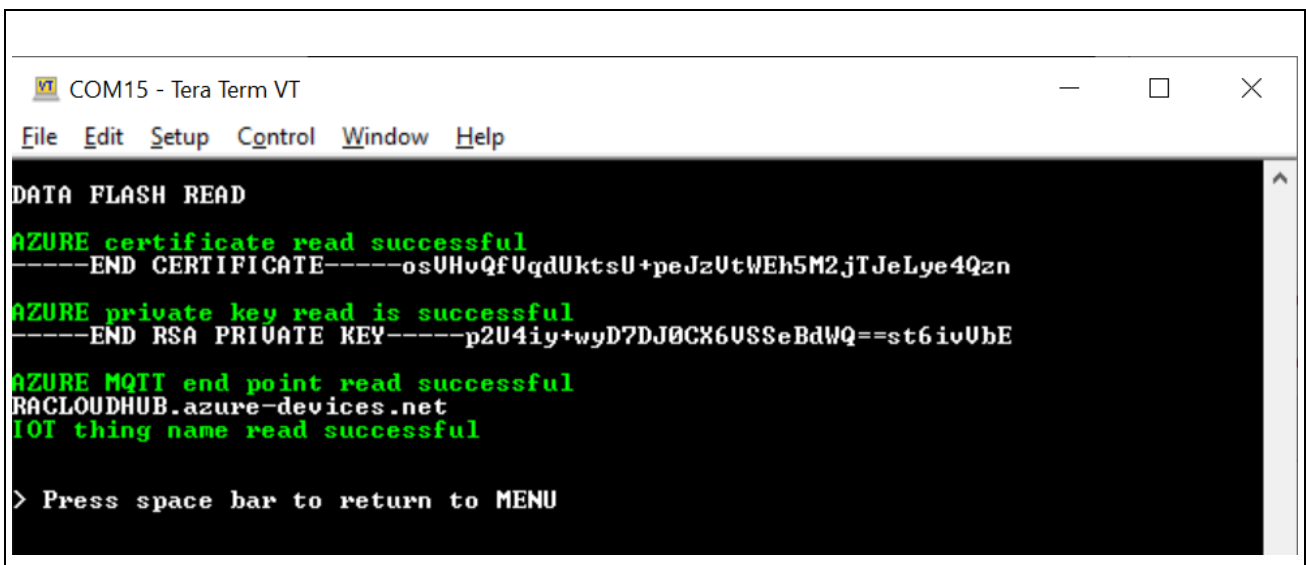 COM15 - Tera Term VT
File Edit Setup Control Window Help
DATA FLASH READ
AZURE certificate read successful
-----END CERTIFICATE-----osVHvQfVqdUktsU+peJzVtWEh5M2jTJeLye4Qzn
AZURE private key read is successful
-----END RSA PRIVATE KEY-----p2U4iy+wyD7DJ0CX6VSSeBdWQ==st6ivVbE
AZURE MQTT end point read successful
RACLOUDHUB.azure-devices.net
IOT thing name read successful
> Press space bar to return to MENU